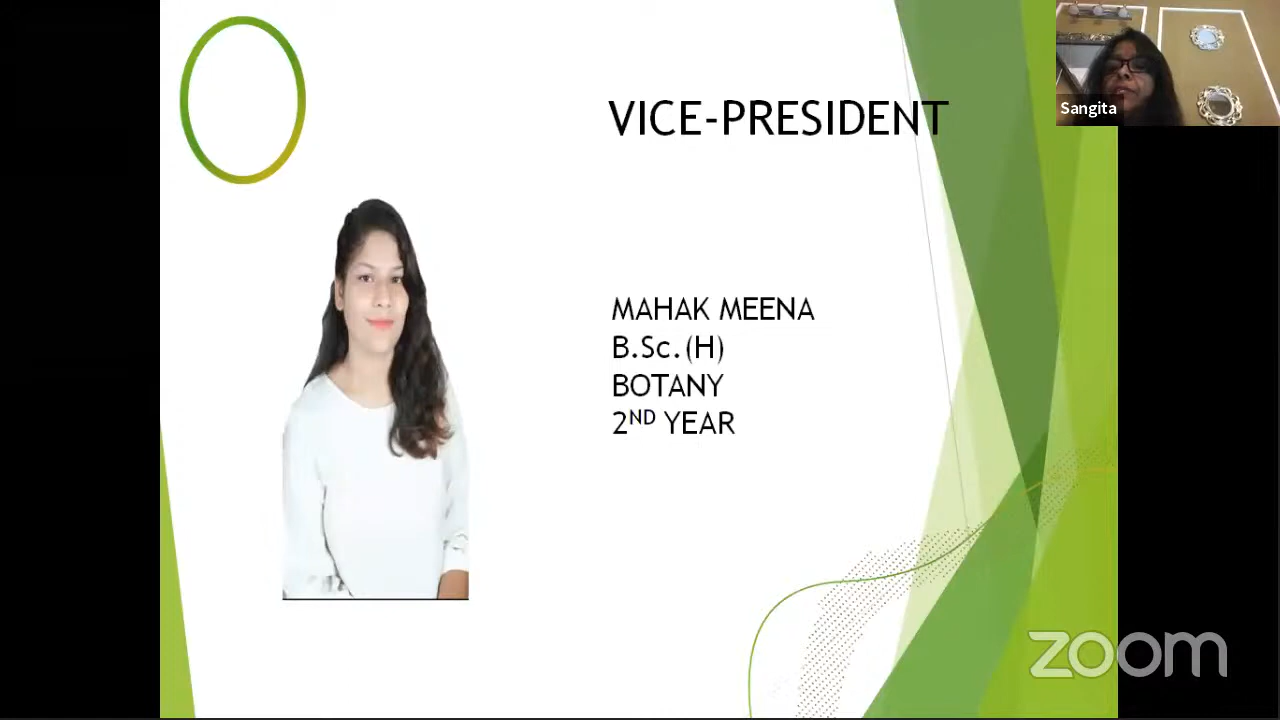 VICE-PRESIDENT
Sangita
MAHAK MEENA
B.Sc.(H)
BOTANY
2ND YEAR
zoom